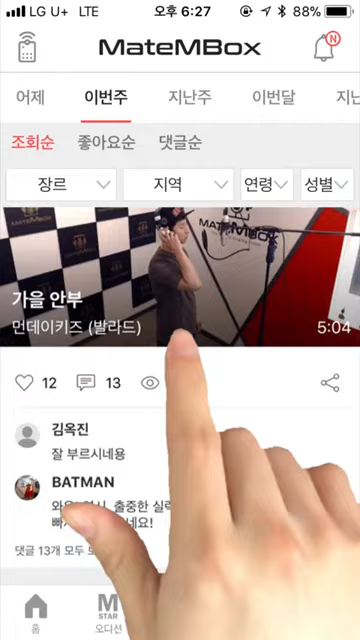 LG U+ LTE 오후 6:27 88%
MateMBox
N
어제 이번주 지난주 이번달
조회순 좋아요순 댓글순
장르 지역 연령 성별
MATEMBOX
가을 안부
먼데이키즈 (발라드) 5:04
12 13
김옥진
잘 부르시네용
BATMAN
출중한 실력
댓글 13개 모두
홈
M
STAR
오디션